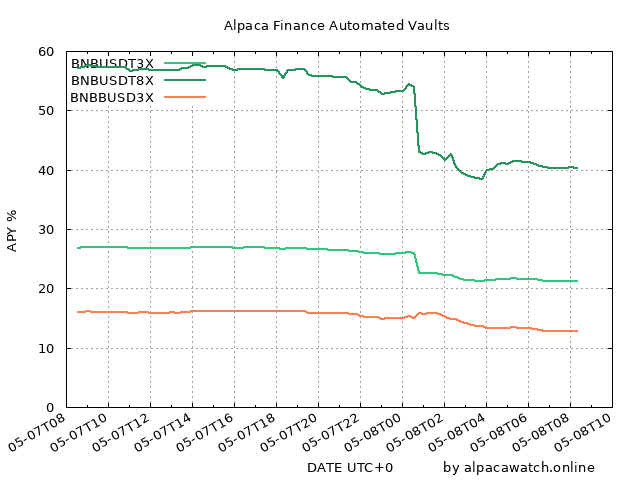 Alpaca Finance Automated Vaults
60
50
40
30
20
10
0
APY %
BNBUSDT3X
BNBUSDT8X
BNBBUSD3X
05-07T08
05-07T10
05-07T12
05-07T14
05-07T16
05-07T18
05-07T20
05-07T22
05-08T00
05-08T02
05-08T04
05-08T06
05-08T08
05-08T10
DATE UTC+0
by alpacawatch.online